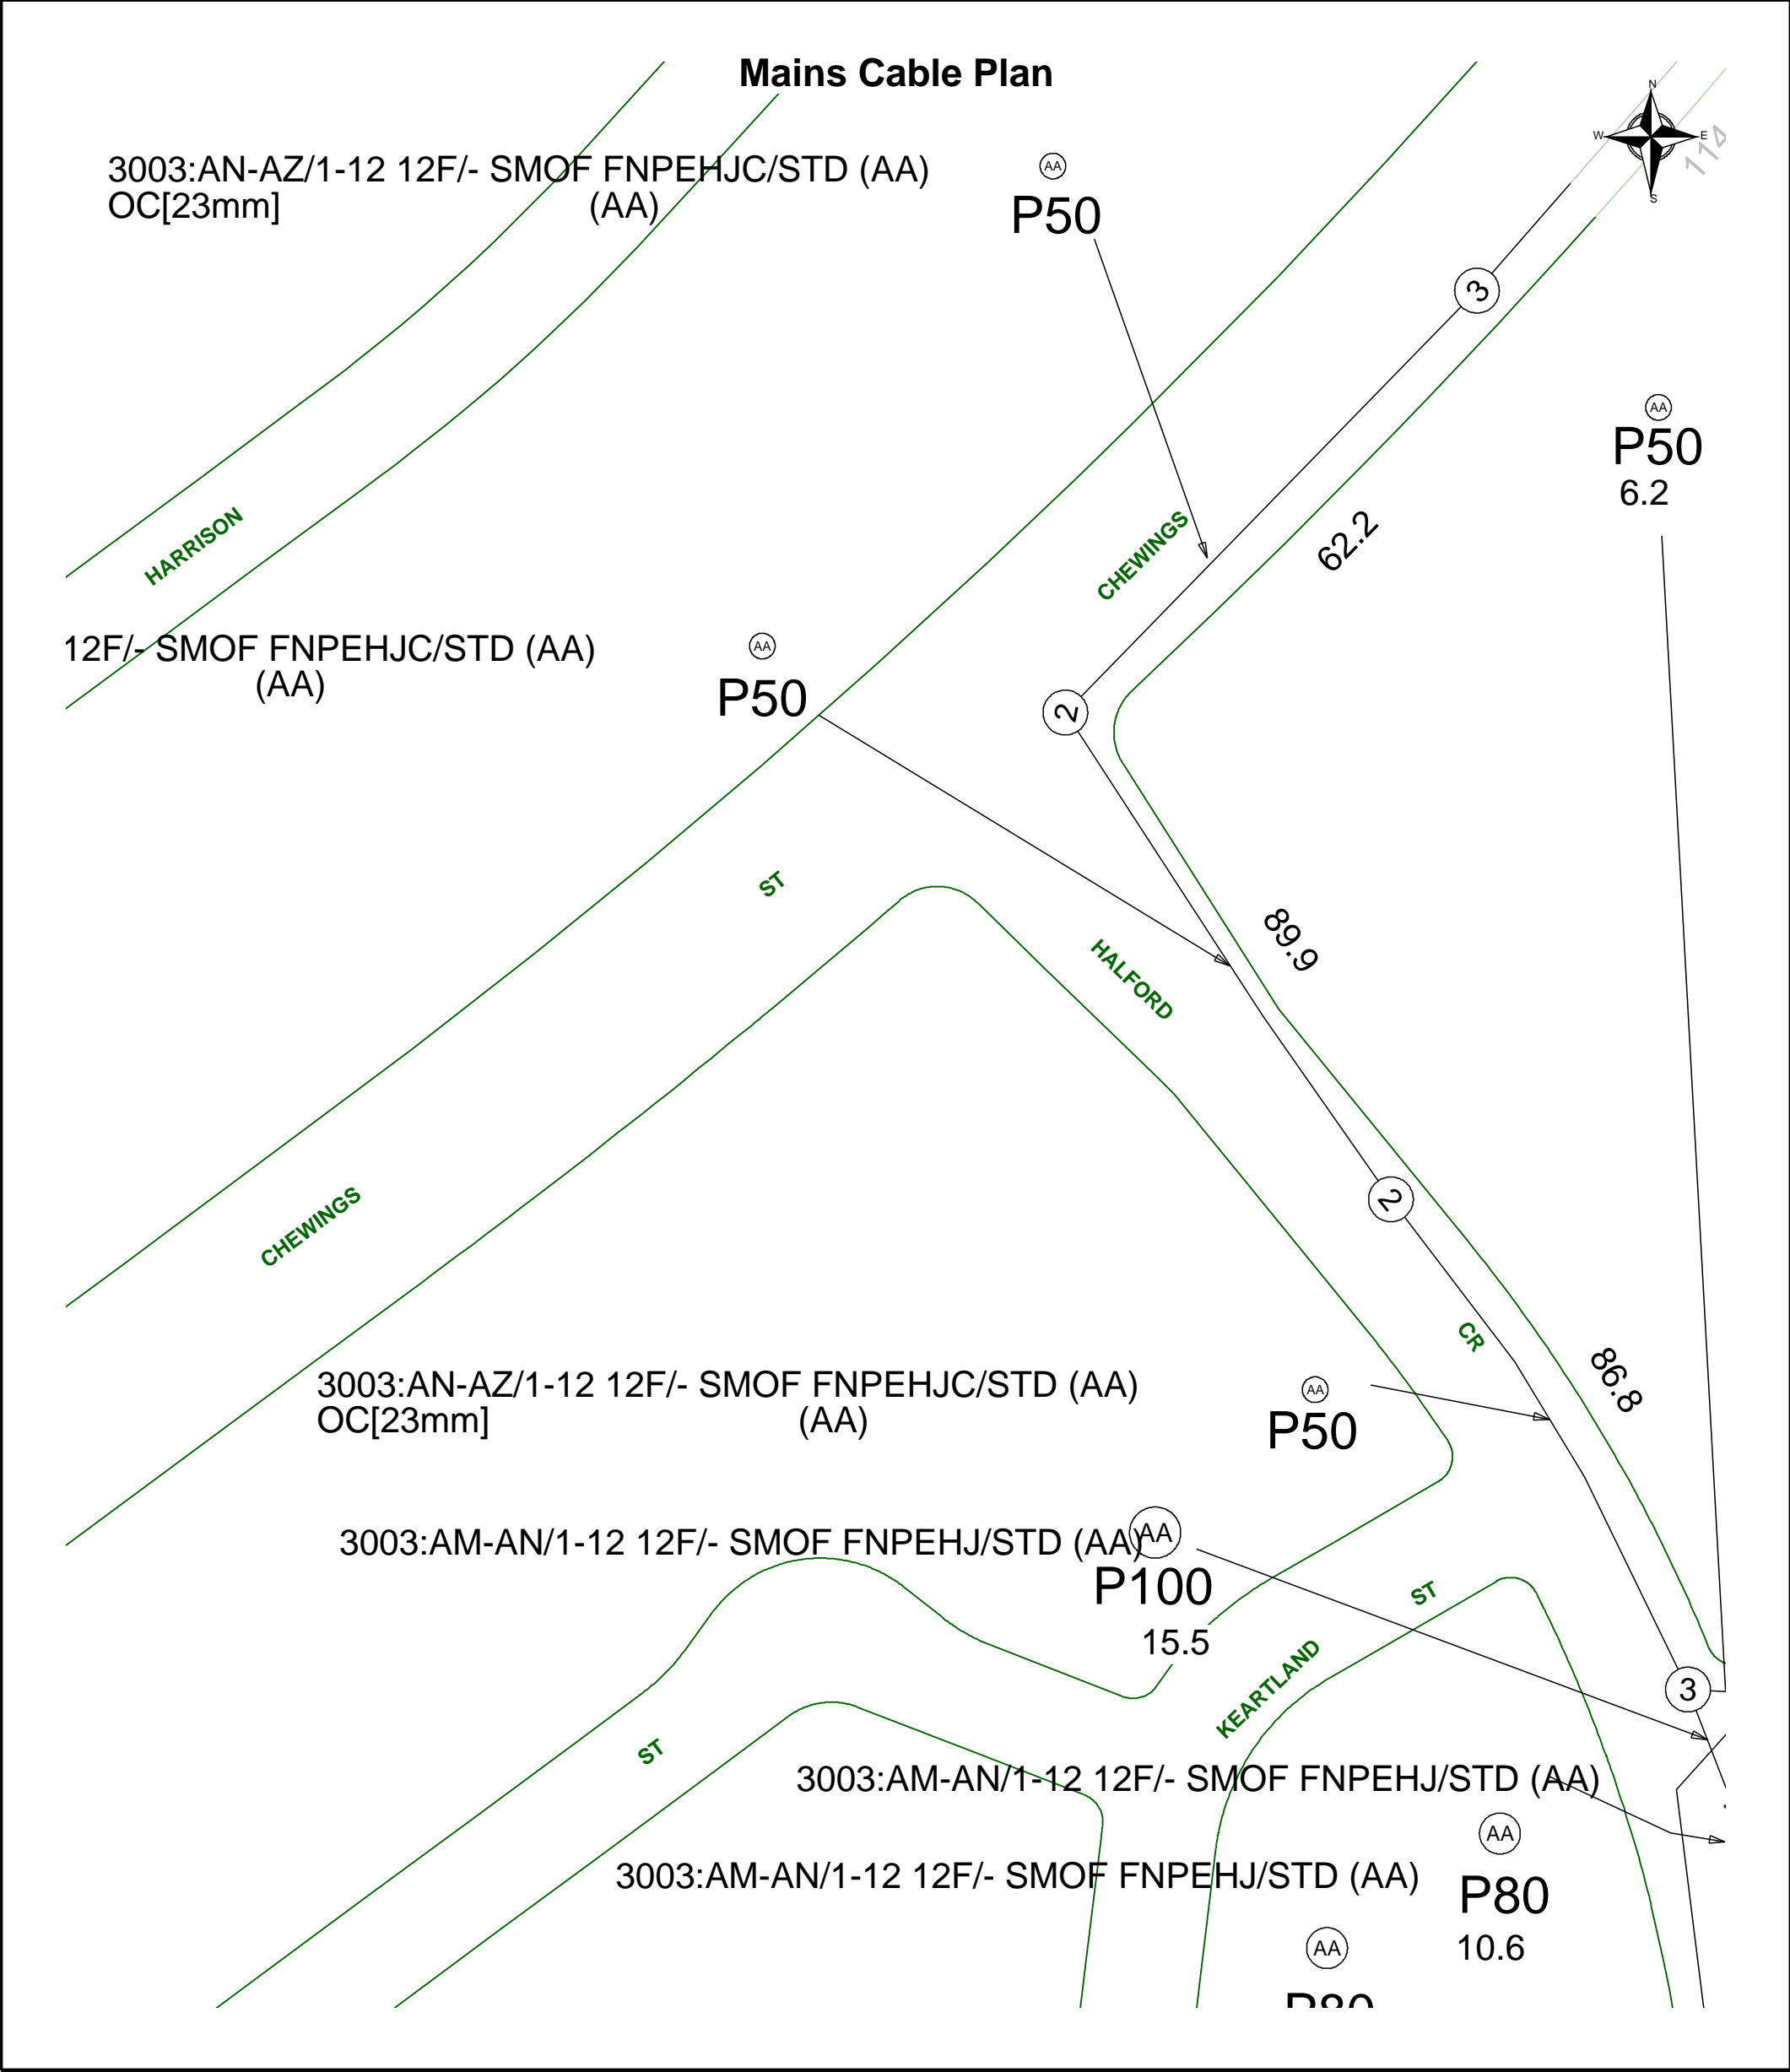 Mains Cable Plan
N
W
E
S
114
3003:AN-AZ/1-12 12F/- SMOF FNPEHJC/STD (AA)
OC[23mm] (AA)
AA
P50
3
AA
P50
6.2
HARRISON
CHEWINGS
62.2
12F/- SMOF FNPEHJC/STD (AA)
(AA)
AA
P50
2
ST
89.9
HALFORD
2
CHEWINGS
CR
86.8
3003:AN-AZ/1-12 12F/- SMOF FNPEHJC/STD (AA)
OC[23mm] (AA)
AA
P50
3003:AM-AN/1-12 12F/- SMOF FNPEHJ/STD (AA)
AA
P100
15.5
ST
KEARTLAND
3
ST
3003:AM-AN/1-12 12F/- SMOF FNPEHJ/STD (AA)
AA
3003:AM-AN/1-12 12F/- SMOF FNPEHJ/STD (AA)
P80
10.6
AA
P80